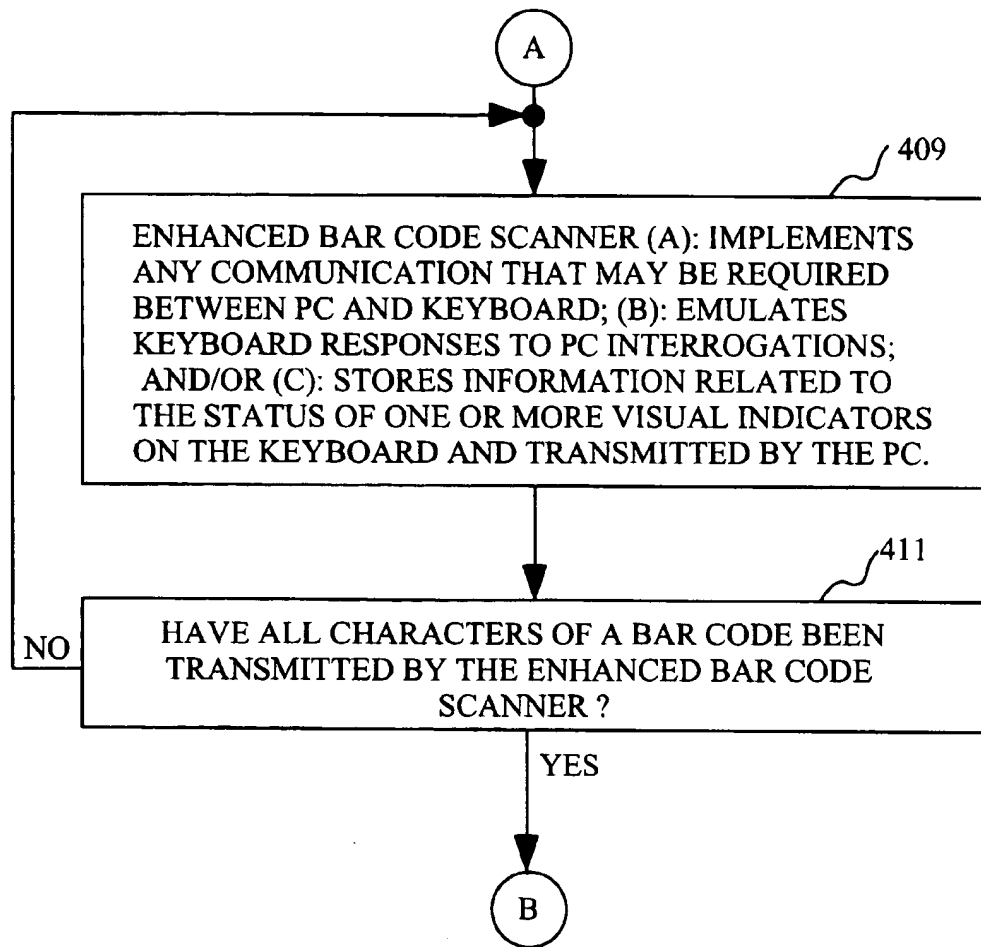 A
409
ENHANCED BAR CODE SCANNER (A): IMPLEMENTS
ANY COMMUNICATION THAT MAY BE REQUIRED
BETWEEN PC AND KEYBOARD; (B): EMULATES
KEYBOARD RESPONSES TO PC INTERROGATIONS;
AND/OR (C): STORES INFORMATION RELATED TO
THE STATUS OF ONE OR MORE VISUAL INDICATORS
ON THE KEYBOARD AND TRANSMITTED BY THE PC.
411
NO
HAVE ALL CHARACTERS OF A BAR CODE BEEN
TRANSMITTED BY THE ENHANCED BAR CODE
SCANNER ?
YES
B